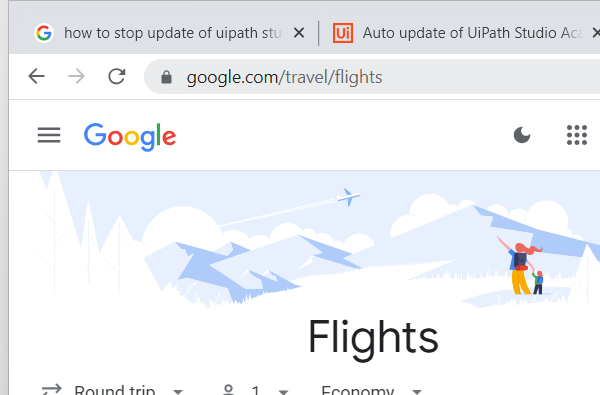 how to stop update of uipath stu
Auto update of UiPath Studio Aca
google.com/travel/flights
Google
Flights
Round trip 1 Economy